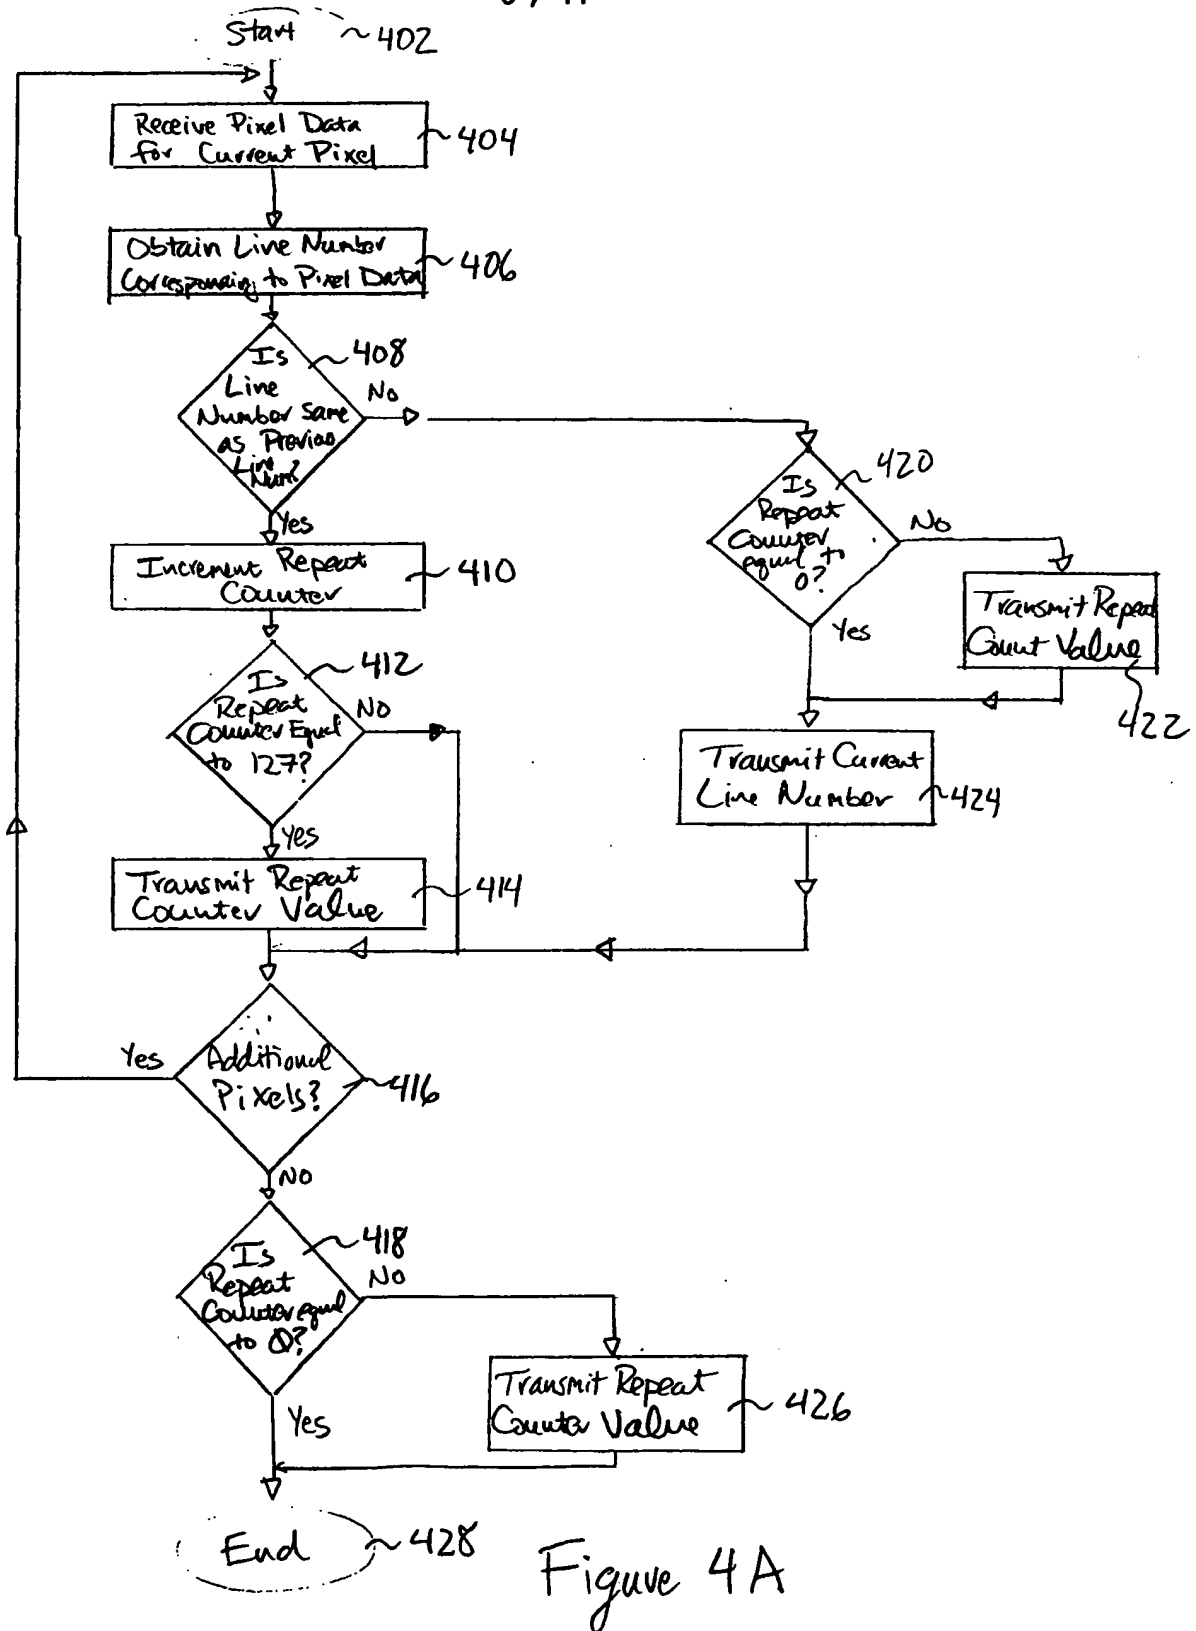 Start
402
Receive Pixel Data
for Current Pixel
404
Obtain Line Number
Corresponding to Pixel Data
406
Is
Line
Number same
as Previou
Line
Num?
408
No
Yes
Increment Repeat
Counter
410
Is
Repeat
Counter Equal
to 127?
412
No
Yes
Transmit Repeat
Counter Value
414
Is
Repeat
Counter
equal to
0?
420
No
Yes
Transmit Repeat
Count Value
422
Transmit Current
Line Number
424
Additional
Pixels?
416
Yes
No
Is
Repeat
Counter equal
to 0?
418
No
Yes
Transmit Repeat
Counter Value
426
End
428
Figure 4A